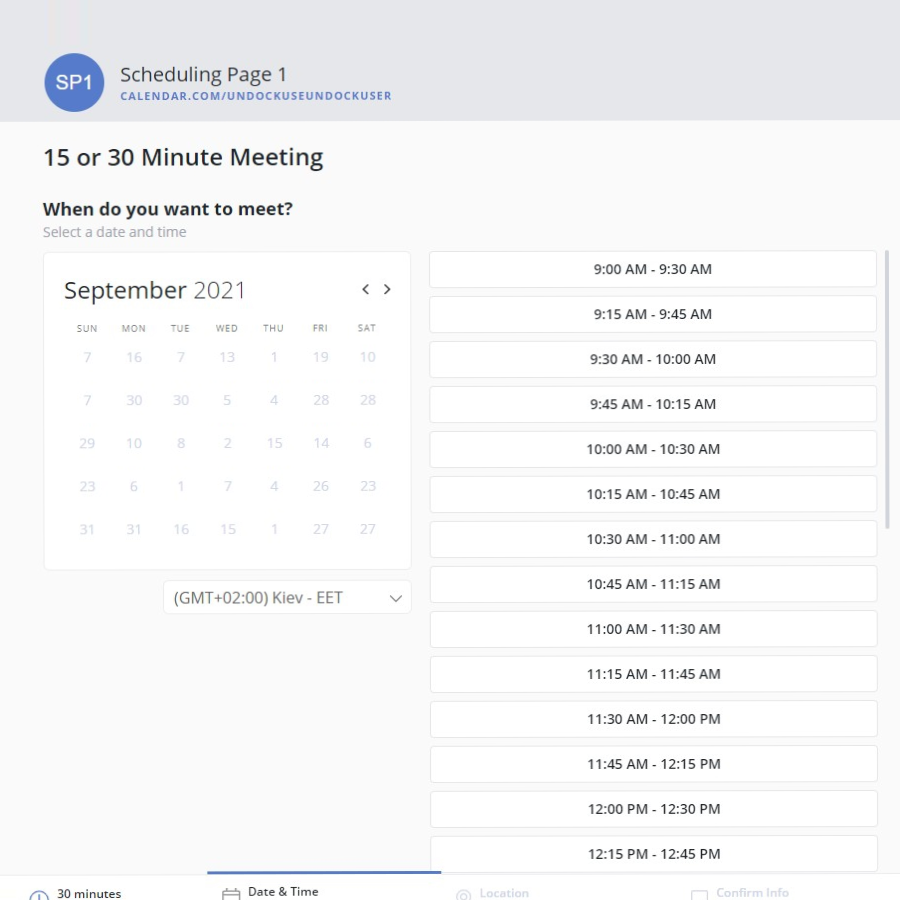 SP1
Scheduling Page 1
CALENDAR.COM/UNDOCKUSEUNDOCKUSER
15 or 30 Minute Meeting
When do you want to meet?
Select a date and time
September 2021
SUN MON TUE WED THU FRI SAT
7 16 7 13 1 19 10
7 30 30 5 4 28 28
29 10 8 2 15 14 6
23 6 1 7 4 26 23
31 31 16 15 1 27 27
(GMT+02:00) Kiev - EET
9:00 AM - 9:30 AM
9:15 AM - 9:45 AM
9:30 AM - 10:00 AM
9:45 AM - 10:15 AM
10:00 AM - 10:30 AM
10:15 AM - 10:45 AM
10:30 AM - 11:00 AM
10:45 AM - 11:15 AM
11:00 AM - 11:30 AM
11:15 AM - 11:45 AM
11:30 AM - 12:00 PM
11:45 AM - 12:15 PM
12:00 PM - 12:30 PM
12:15 PM - 12:45 PM
30 minutes
Date & Time
Location
Confirm Info